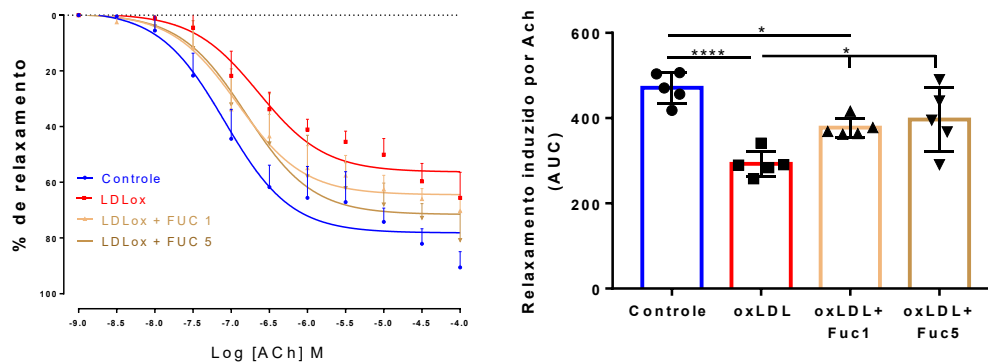 % de relaxamento
0
20
40
60
80
100
Controle
LDLox
LDLox + FUC 1
LDLox + FUC 5
-9.0 -8.5 -8.0 -7.5 -7.0 -6.5 -6.0 -5.5 -5.0 -4.5 -4.0
Log [ACh] M
Relaxamento induzido por Ach
(AUC)
600
400
200
0
*
**** *
Controle oxLDL oxLDL+ oxLDL+
Fuc1 Fuc5